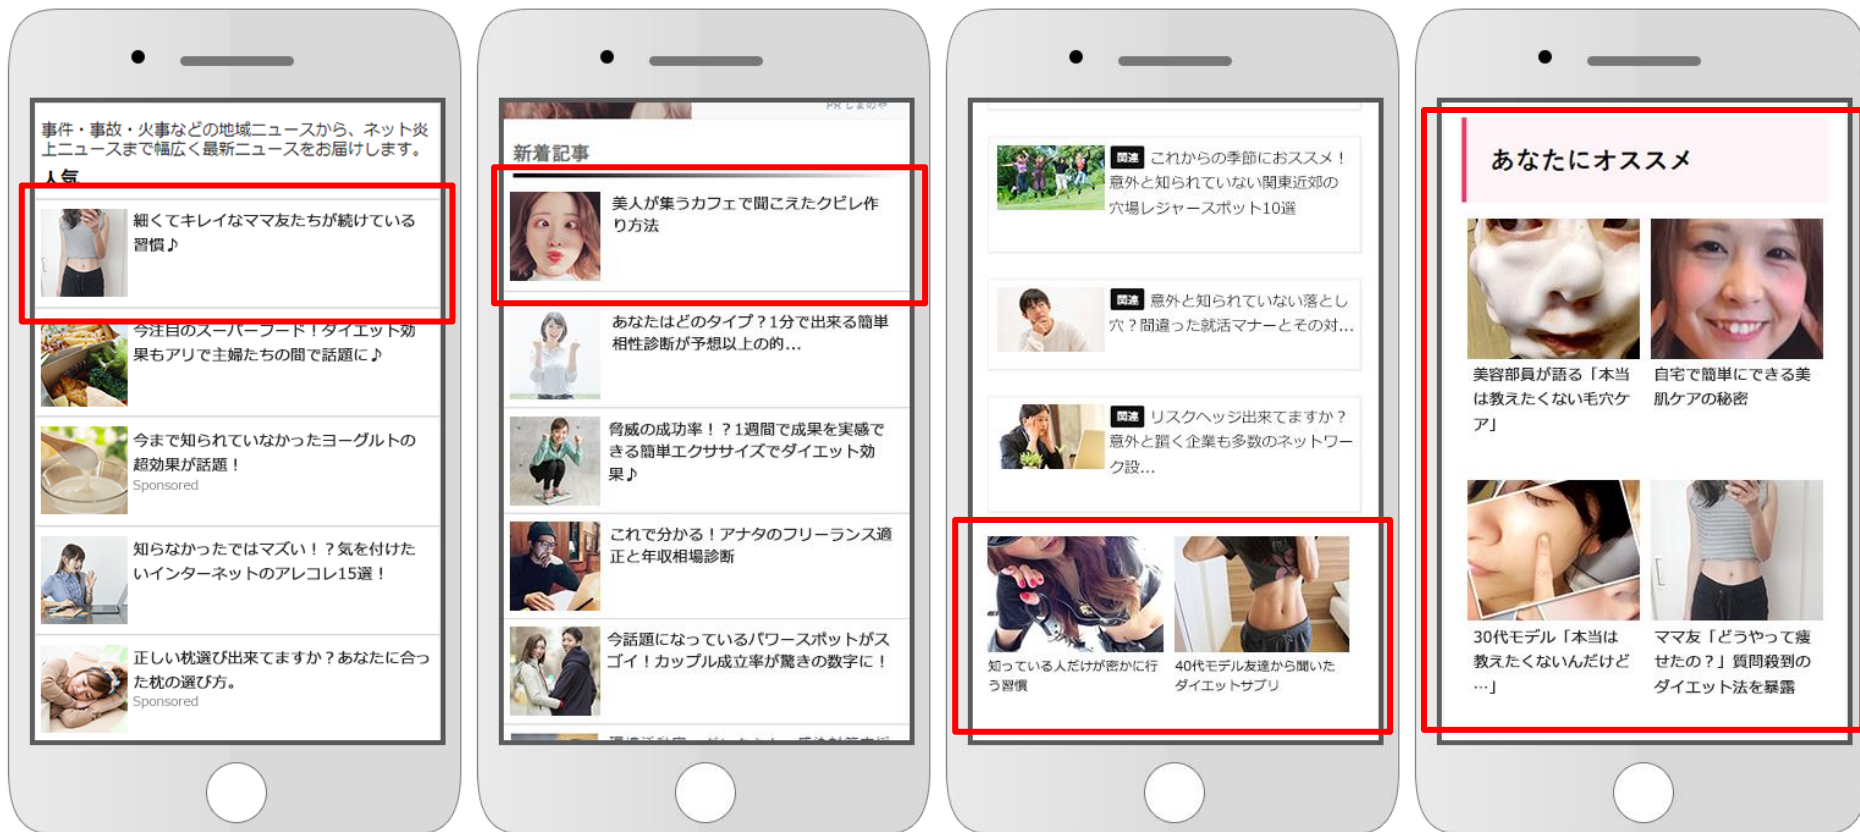 事件・事故・火事などの地域ニュースから、ネット炎
上ニュースまで幅広く最新ニュースをお届けします。
人気
細くてキレイなママ友たちが続けている
習慣♪
今注目のスーパーフード！ダイエット効
果もアリで主婦たちの間で話題に♪
今まで知られていなかったヨーグルトの
超効果が話題！
Sponsored
知らなかったではマズい！？気を付けた
いインターネットのアレコレ15選！
正しい枕選び出来てますか？あなたに合っ
た枕の選び方。
Sponsored
PR しまのや
新着記事
美人が集うカフェで聞こえたクビレ作
り方法
あなたはどのタイプ？1分で出来る簡単
相性診断が予想以上の的...
脅威の成功率！？1週間で成果を実感で
きる簡単エクササイズでダイエット効
果♪
これで分かる！アナタのフリーランス適
正と年収相場診断
今話題になっているパワースポットがス
ゴイ！カップル成立率が驚きの数字に！
関連 これからの季節におススメ！
意外と知られていない関東近郊の
穴場レジャースポット10選
関連 意外と知られていない落とし
穴？間違った就活マナーとその対...
関連 リスクヘッジ出来てますか？
意外と躓く企業も多数のネットワー
ク設...
知っている人だけが密かに行
う習慣
40代モデル友達から聞いた
ダイエットサプリ
あなたにオススメ
美容部員が語る「本当
は教えたくない毛穴ケ
ア」
自宅で簡単にできる美
肌ケアの秘密
30代モデル「本当は
教えたくないんだけど
…」
ママ友「どうやって痩
せたの？」質問殺到の
ダイエット法を暴露